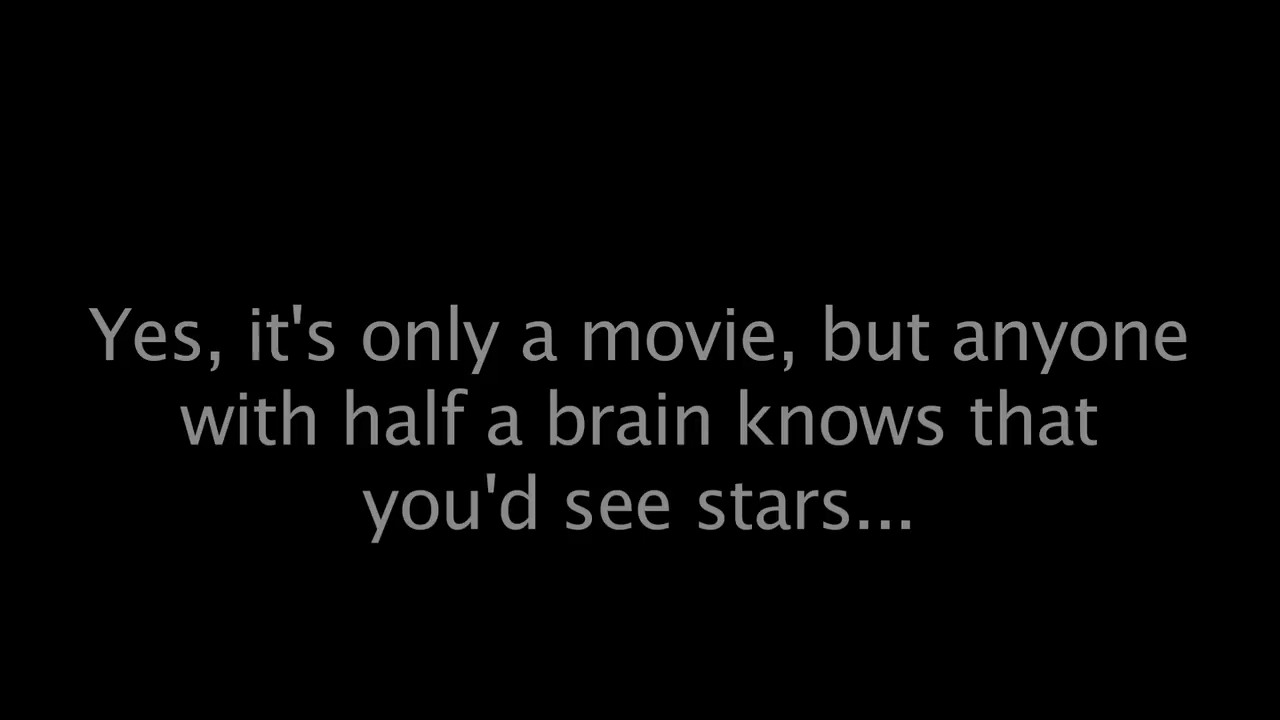 Yes, it's only a movie, but anyone
with half a brain knows that
you'd see stars...